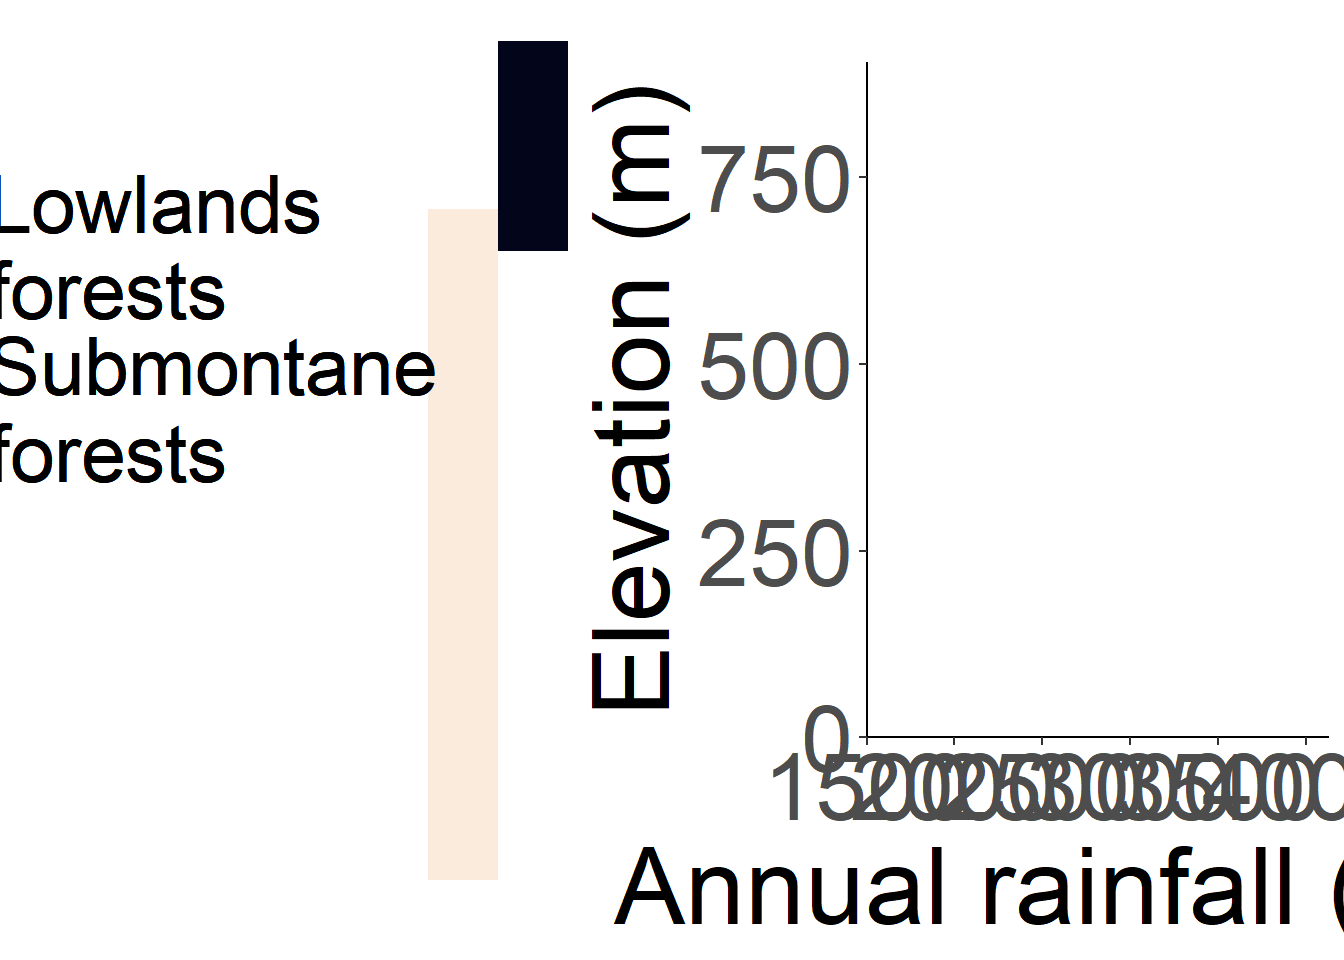 Lowlands
forests
Submontane
forests
Elevation (m)
750
500
250
0
Annual rainfall (